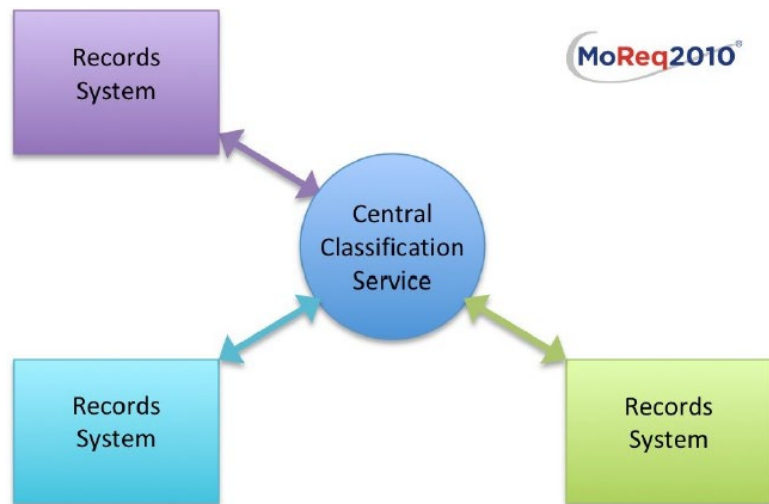 Records
System
MoReq2010®
Central
Classification
Service
Records
System
Records
System